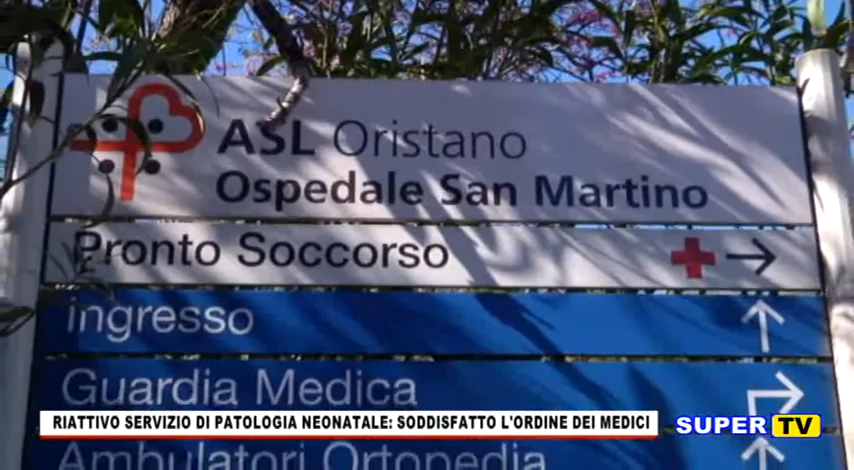 ASL Oristano
Ospedale San Martino
Pronto Soccorso
Ingresso
Guardia Medica
RIATTIVO SERVIZIO DI PATOLOGIA NEONATALE: SODDISFATTO L'ORDINE DEI MEDICI
SUPER TV
Ambulatori Ortopedia